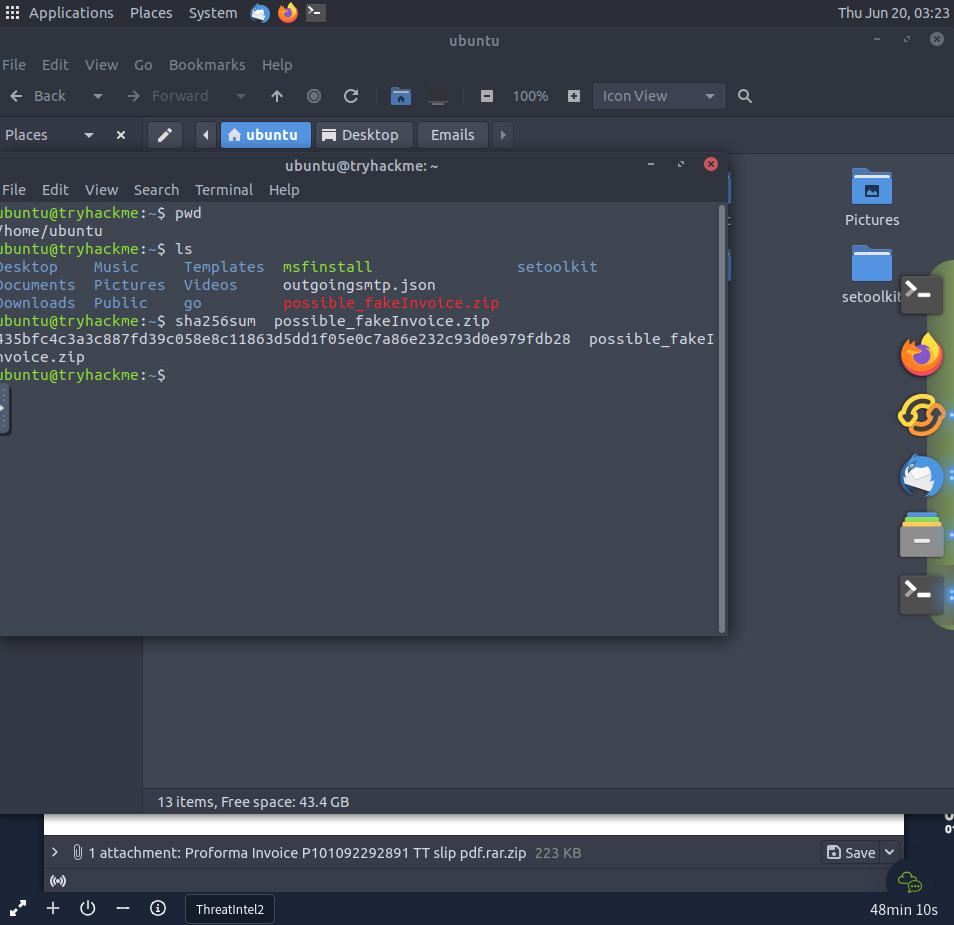 Applications Places System Thu Jun 20, 03:23
ubuntu
File Edit View Go Bookmarks Help
Back Forward 100% Icon View
Places ubuntu Desktop Emails
ubuntu@tryhackme: ~
File Edit View Search Terminal Help
ubuntu@tryhackme:~$ pwd
/home/ubuntu
ubuntu@tryhackme:~$ ls
Desktop Music Templates msfinstall setoolkit
Documents Pictures Videos outgoingsmtp.json
Downloads Public go possible_fakeInvoice.zip
ubuntu@tryhackme:~$ sha256sum possible_fakeInvoice.zip
435bfc4c3a3c887fd39c058e8c11863d5dd1f05e0c7a86e232c93d0e979fdb28 possible_fakeI
nvoice.zip
ubuntu@tryhackme:~$
Pictures
setoolkit
13 items, Free space: 43.4 GB
1 attachment: Proforma Invoice P101092292891 TT slip pdf.rar.zip 223 KB Save
ThreatIntel2 48min 10s